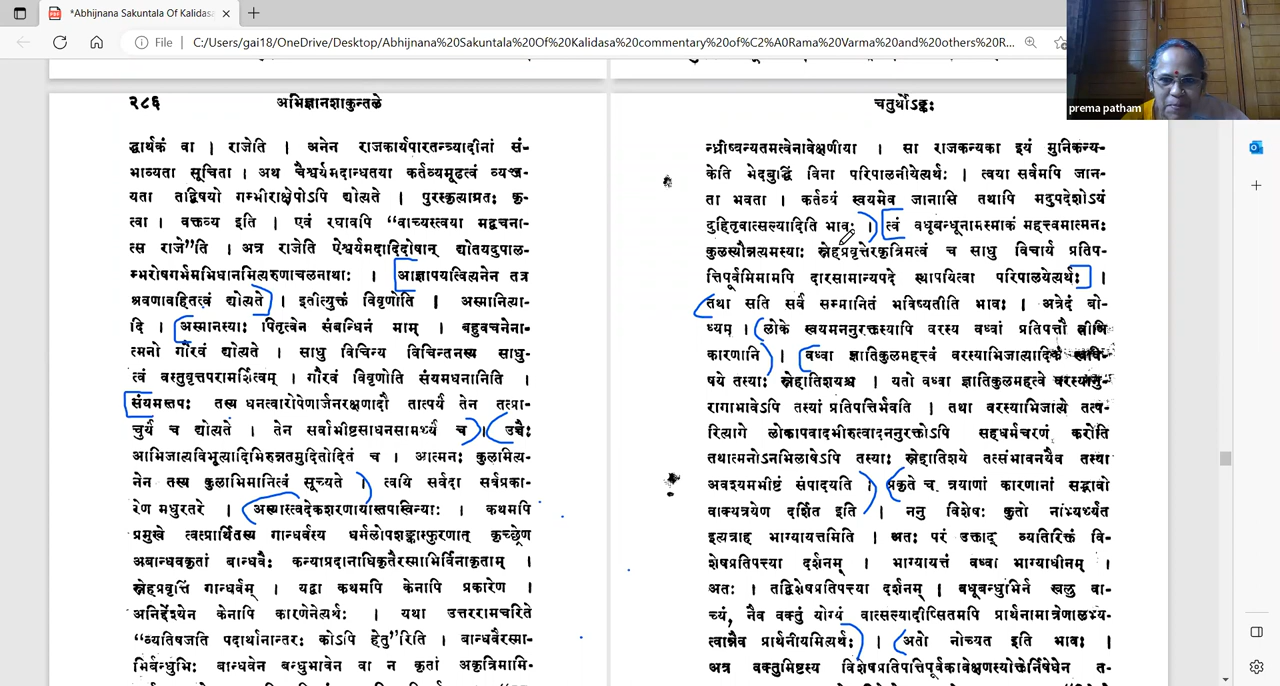 *Abhijnana Sakuntala Of Kalidasa
File
C:/Users/gai18/OneDrive/Desktop/Abhijnana%20Sakuntala%20Of%20Kalidasa%20commentary%20of%C2%A0Rama%20Varma%20and%20others%20R...
prema patham
२८६ अभिज्ञानशाकुन्तले
द्धार्थकं वा । राजेति । अनेन राजकार्यपारतन्त्र्यादीनां सं-
भाव्यता सूचिता । अथ चैश्वर्यमदान्धतया कर्तव्यमूढत्वं व्यञ्ज-
यता तद्विषयो गम्भीराक्षेपोऽपि द्योत्यते । पुरस्कृत्याग्रतः कृ-
त्वा । वक्तव्य इति । एवं रघावपि “वाच्यस्त्वया मद्वचना-
त्स राजे”ति । अत्र राजेति ऐश्वर्यमदादिदोषान् द्योतयदुपाल-
म्भरोषगर्भमभिधानमित्यरुणाचलनाथः । आज्ञापयत्वित्यनेन तत्र
श्रवणावहितत्वं द्योत्यते । इतोत्युक्तं विवृणोति । अस्मानित्या-
दि । अस्मानस्याः पितृत्वेन संबन्धिनं माम् । बहुवचनेना-
त्मनो गौरवं द्योत्यते । साधु विचिन्त्य विचिन्तनस्य साधु-
त्वं वस्तुवृत्तपरामर्शित्वम् । गौरवं विवृणोति संयमधनानिति ।
संयमस्तपः तस्य धनत्वारोपेणार्जनरक्षणादौ तात्पर्यं तेन तत्प्रा-
चुर्यं च द्योत्यते । तेन सर्वाभीष्टसाधनसामर्थ्यं च । उच्चैः
आभिजात्यविभूत्यादिभिरुन्नतमुदितोदितं च । आत्मनः कुलमित्य-
नेन तस्य कुलाभिमानित्वं सूच्यते । त्वयि सर्वदा सर्वप्रका-
रेण मधुरतरे । अस्यास्त्वदेकशरणायास्तपस्विन्याः । कथमपि
प्रमुखे त्वत्प्रार्थितस्य गान्धर्वस्य धर्मलोपशङ्कास्फुरणात् कृच्छ्रेण
अबान्धवकृतां बान्धवैः कन्याप्रदानाधिकृतैरस्माभिर्विनाकृताम् ।
स्नेहप्रवृत्तिं गान्धर्वम् । यद्वा कथमपि केनापि प्रकारेण
अनिर्देश्येन केनापि कारणेनेत्यर्थः । यथा उत्तररामचरिते
“व्यतिषजति पदार्थानान्तरः कोऽपि हेतु”रिति । बान्धवैरस्मा-
भिर्बन्धुभिः बान्धवेन बन्धुभावेन वा न कृतां अकृत्रिमामि-
चतुर्थोऽङ्कः
न्ध्रीष्वन्यतमत्वेनावेक्षणीया । सा राजकन्यका इयं मुनिकन्य-
केति भेदबुद्धिं विना परिपालनीयेत्यर्थः । त्वया सर्वमपि जान-
ता भवता । कर्तव्यं स्वयमेव जानासि तथापि मदुपदेशोऽयं
दुहितृवात्सल्यादिति भावः । त्वं वधूबन्धूनामस्माकं महत्त्वमात्मनः
कुलस्यौन्नत्यमस्याः स्नेहप्रवृत्तेरकृत्रिमत्वं च साधु विचार्य प्रतिप-
त्तिपूर्वमिमामपि दारसामान्यपदे स्थापयित्वा परिपालयेत्यर्थः ।
तथा सति सर्वं सम्मानितं भविष्यतीति भावः । अत्रेदं बो-
ध्यम् । लोके स्वयमननुरक्तस्यापि वरस्य वध्वां प्रतिपत्तौ त्रीणि
कारणानि । वध्वा ज्ञातिकुलमहत्त्वं वरस्याभिजात्यादिकं
षये तस्याः स्नेहातिशयश्च । यतो वध्वा ज्ञातिकुलमहत्वे वरस्यानु-
रागाभावेऽपि तस्यां प्रतिपत्तिर्भवति । तथा वरस्याभिजात्ये तत्प-
रित्यागे लोकापवादभीरुत्वादननुरक्तोऽपि सहधर्मचरणं करोति
तथात्मनोऽनभिलाषेऽपि तस्याः स्नेहातिशये तत्संभावनयैव तस्या
अवश्यमभीष्टं संपादयति । प्रकृते च त्रयाणां कारणानां सद्भावो
वाक्यत्रयेण दर्शित इति । ननु विशेषः कुतो नाभ्यर्थ्यत
इत्यत्राह भाग्यायत्तमिति । अतः परं उक्ताद् व्यतिरिक्तं वि-
शेषप्रतिपत्त्या दर्शनम् । भाग्यायत्तं वध्वा भाग्याधीनम् ।
अतः । तद्विशेषप्रतिपत्त्या दर्शनम् । वधूबन्धुभिर्न खलु वा-
च्यं, नैव वक्तुं योग्यं वात्सल्यादीप्सितमपि प्रार्थनामात्रेणालभ्य-
त्वान्नैव प्रार्थनीयमित्यर्थः । अतो नोच्यत इति भावः ।
अत्र वक्तुमिष्टस्य विशेषप्रतिपत्तिपूर्वकावेक्षणस्योक्तेर्निषेधेन त-